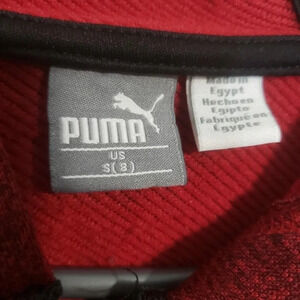 PUMA
US
S(8)
Made in
Egypt
Hecho en
Egipto
Fabriqué en
Egypte